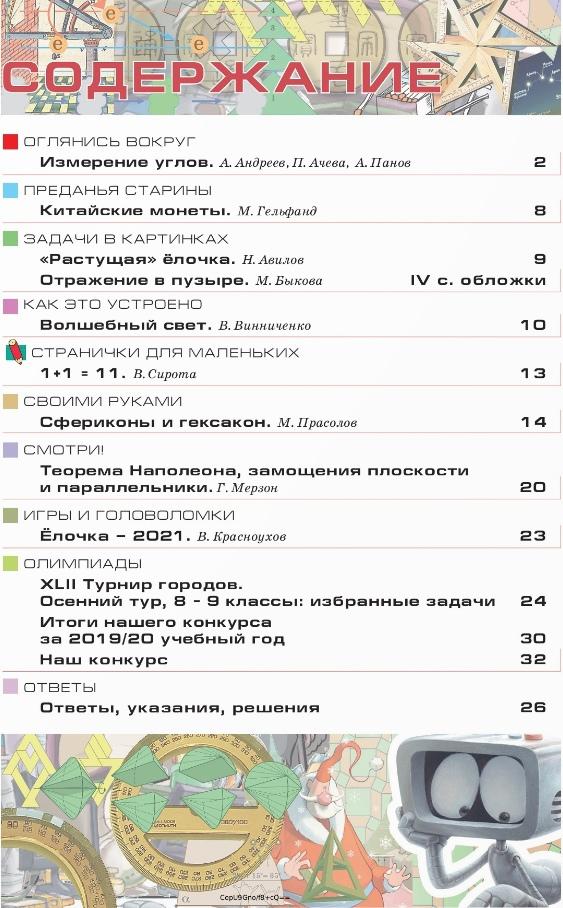 СОДЕРЖАНИЕ
ОГЛЯНИСЬ ВОКРУГ
Измерение углов. А. Андреев, П. Ачева, А. Панов 2
ПРЕДАНЬЯ СТАРИНЫ
Китайские монеты. М. Гельфанд 8
ЗАДАЧИ В КАРТИНКАХ
«Растущая» ёлочка. Н. Авилов 9
Отражение в пузыре. М. Быкова IV с. обложки
КАК ЭТО УСТРОЕНО
Волшебный свет. В. Винниченко 10
СТРАНИЧКИ ДЛЯ МАЛЕНЬКИХ
1+1 = 11. В. Сирота 13
СВОИМИ РУКАМИ
Сфериконы и гексакон. М. Прасолов 14
СМОТРИ!
Теорема Наполеона, замощения плоскости
и параллельники. Г. Мерзон 20
ИГРЫ И ГОЛОВОЛОМКИ
Ёлочка – 2021. В. Красноухов 23
ОЛИМПИАДЫ
XLII Турнир городов.
Осенний тур, 8 - 9 классы: избранные задачи 24
Итоги нашего конкурса
за 2019/20 учебный год 30
Наш конкурс 32
ОТВЕТЫ
Ответы, указания, решения 26